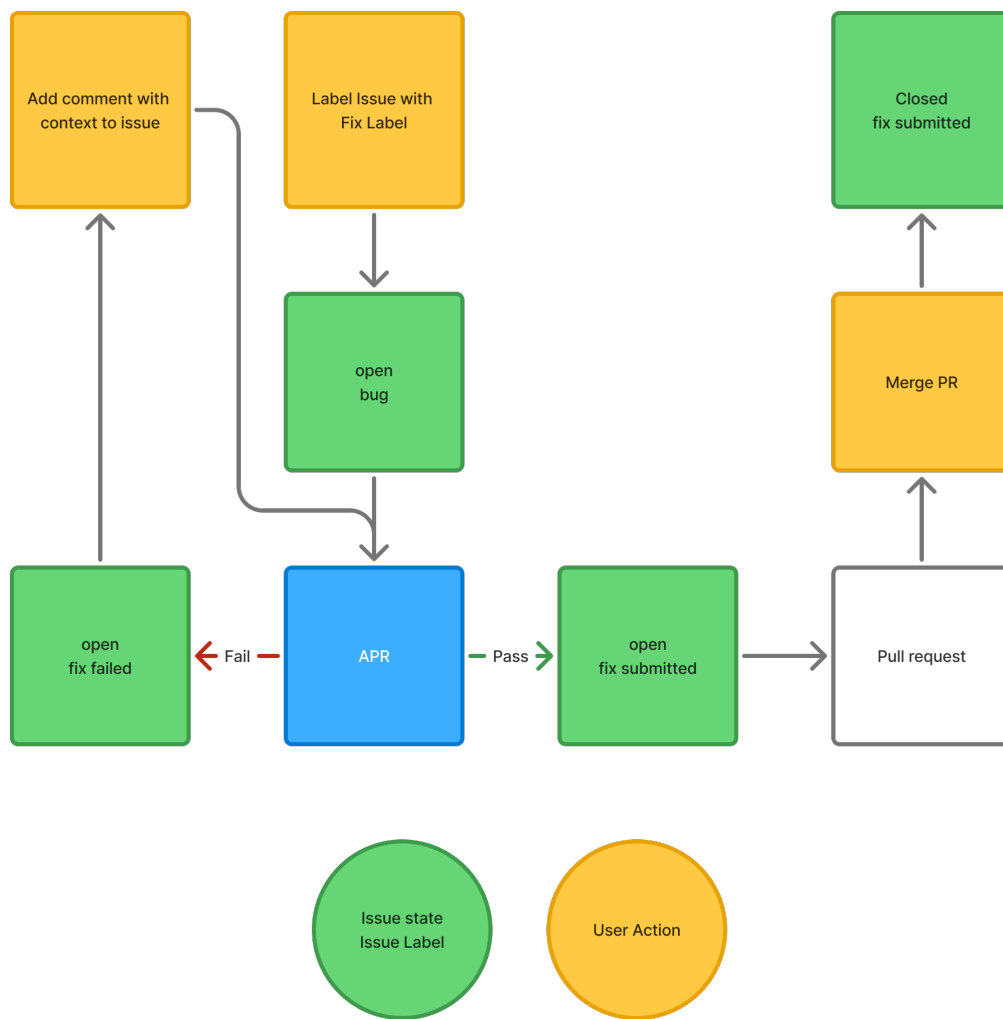 Add comment with
context to issue
Label Issue with
Fix Label
Closed
fix submitted
open
bug
Merge PR
open
fix failed
Fail
APR
Pass
open
fix submitted
Pull request
Issue state
Issue Label
User Action